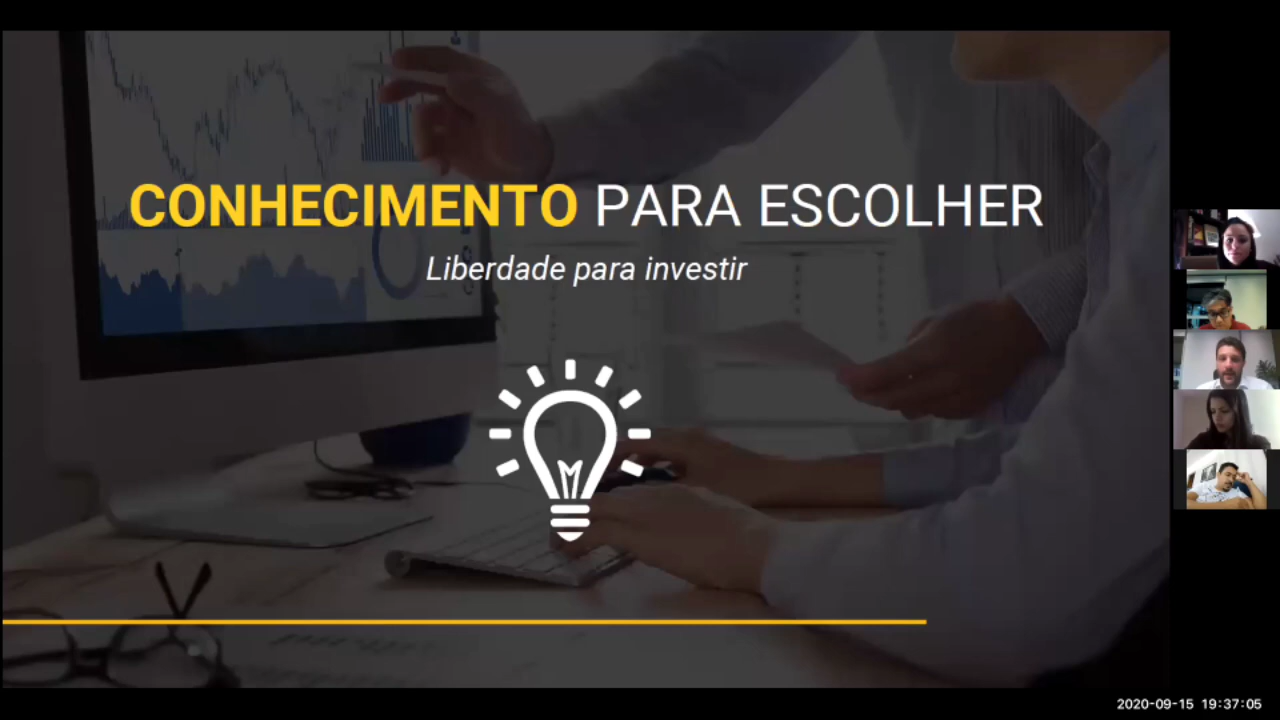 CONHECIMENTO PARA ESCOLHER
Liberdade para investir
2020-09-15 19:37:05